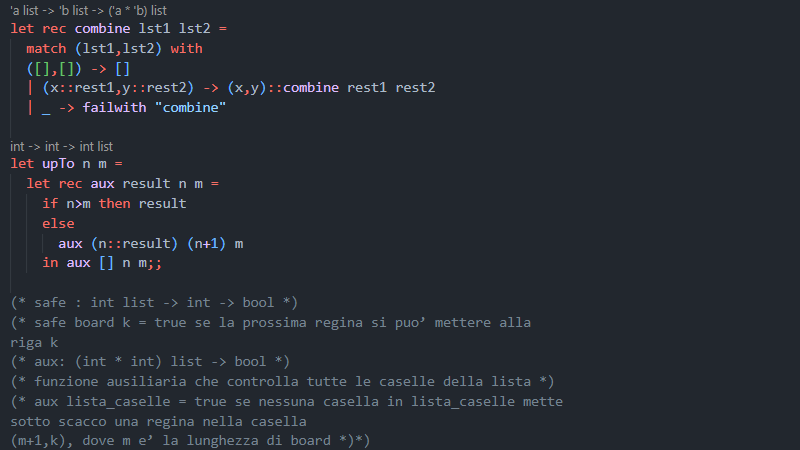 'a list -> 'b list -> ('a * 'b) list
let rec combine lst1 lst2 =
  match (lst1,lst2) with
  ([],[]) -> []
  | (x::rest1,y::rest2) -> (x,y)::combine rest1 rest2
  | _ -> failwith "combine"
int -> int -> int list
let upTo n m =
  let rec aux result n m =
    if n>m then result
    else
      aux (n::result) (n+1) m
    in aux [] n m;;
(* safe : int list -> int -> bool *)
(* safe board k = true se la prossima regina si puo’ mettere alla
riga k
(* aux: (int * int) list -> bool *)
(* funzione ausiliaria che controlla tutte le caselle della lista *)
(* aux lista_caselle = true se nessuna casella in lista_caselle mette
sotto scacco una regina nella casella
(m+1,k), dove m e’ la lunghezza di board *)*)